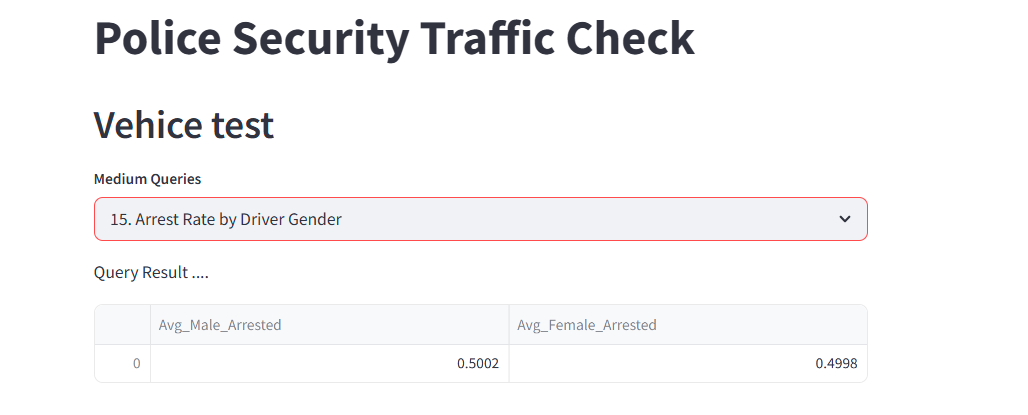 Police Security Traffic Check
Vehice test
Medium Queries
15. Arrest Rate by Driver Gender
Query Result ....
Avg_Male_Arrested Avg_Female_Arrested
0 0.5002 0.4998